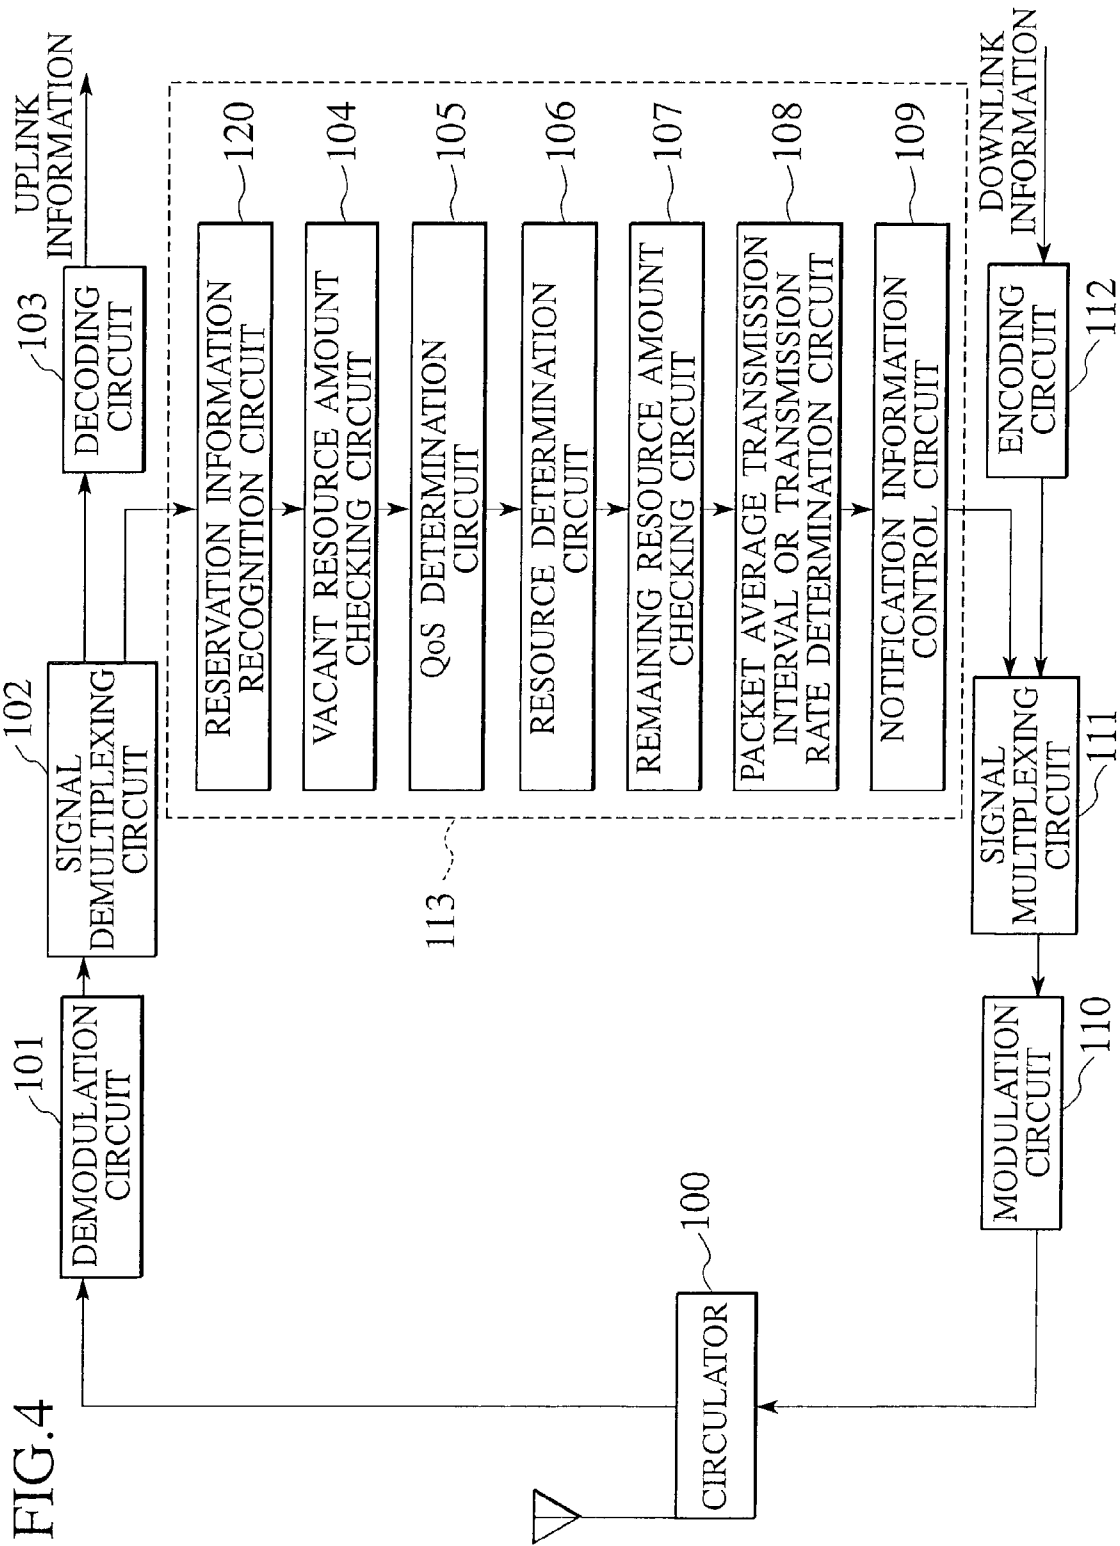 FIG.4
UPLINK
INFORMATION
103
DECODING
CIRCUIT
102
SIGNAL
DEMULTIPLEXING
CIRCUIT
101
DEMODULATION
CIRCUIT
100
CIRCULATOR
113
RESERVATION INFORMATION
RECOGNITION CIRCUIT
120
VACANT RESOURCE AMOUNT
CHECKING CIRCUIT
104
QoS DETERMINATION
CIRCUIT
105
RESOURCE DETERMINATION
CIRCUIT
106
REMAINING RESOURCE AMOUNT
CHECKING CIRCUIT
107
PACKET AVERAGE TRANSMISSION
INTERVAL OR TRANSMISSION
RATE DETERMINATION CIRCUIT
108
NOTIFICATION INFORMATION
CONTROL CIRCUIT
109
MODULATION
CIRCUIT
110
SIGNAL
MULTIPLEXING
CIRCUIT
111
ENCODING
CIRCUIT
112
DOWNLINK
INFORMATION